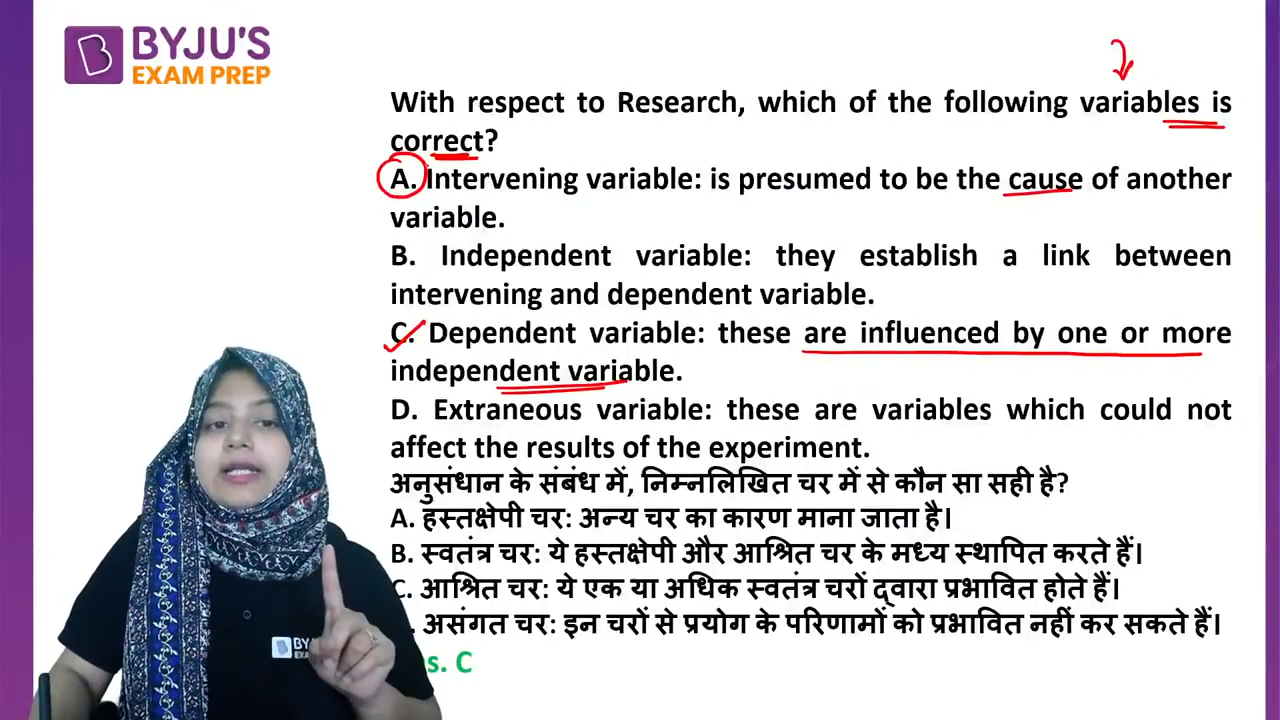 BYJU'S
EXAM PREP
With respect to Research, which of the following variables is
correct?
A. Intervening variable: is presumed to be the cause of another
variable.
B. Independent variable: they establish a link between
intervening and dependent variable.
C. Dependent variable: these are influenced by one or more
independent variable.
D. Extraneous variable: these are variables which could not
affect the results of the experiment.
अनुसंधान के संबंध में, निम्नलिखित चर में से कौन सा सही है?
A. हस्तक्षेपी चर: अन्य चर का कारण माना जाता है।
B. स्वतंत्र चर: ये हस्तक्षेपी और आश्रित चर के मध्य स्थापित करते हैं।
C. आश्रित चर: ये एक या अधिक स्वतंत्र चरों द्वारा प्रभावित होते हैं।
असंगत चर: इन चरों से प्रयोग के परिणामों को प्रभावित नहीं कर सकते हैं।
s. C
BYJU'S